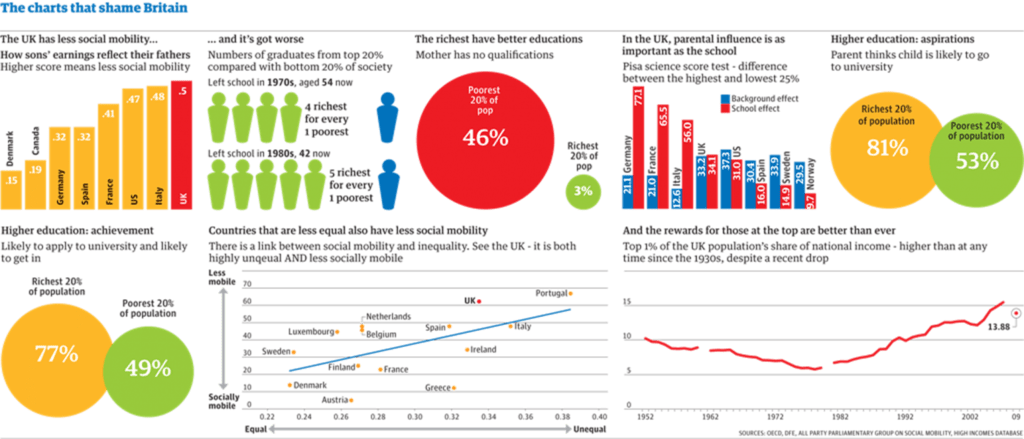 The charts that shame Britain
The UK has less social mobility...
How sons' earnings reflect their fathers
Higher score means less social mobility
Denmark
.15
Canada
.19
Germany
.32
Spain
.32
France
.41
US
.47
Italy
.48
UK
.5
... and it's got worse
Numbers of graduates from top 20%
compared with bottom 20% of society
Left school in 1970s, aged 54 now
4 richest
for every
1 poorest
Left school in 1980s, 42 now
5 richest
for every
1 poorest
The richest have better educations
Mother has no qualifications
Poorest
20% of
pop
46%
Richest
20% of
pop
3%
In the UK, parental influence is as
important as the school
Pisa science score test - difference
between the highest and lowest 25%
Background effect
School effect
21.1
77.1
Germany
21.0
65.5
France
12.6
56.0
Italy
33.2
34.1
UK
37.3
31.0
US
30.4
16.0
Spain
33.9
14.9
Sweden
29.5
9.7
Norway
Higher education: aspirations
Parent thinks child is likely to go
to university
Richest 20%
of population
81%
Poorest 20%
of population
53%
Higher education: achievement
Likely to apply to university and likely
to get in
Richest 20%
of population
77%
Poorest 20%
of population
49%
Countries that are less equal also have less social mobility
There is a link between social mobility and inequality. See the UK - it is both
highly unqeual AND less socially mobile
Less
mobile
70
60
50
40
30
20
10
0
Socially
mobile
Portugal
UK
Netherlands
Belgium
Luxembourg
Spain
Italy
Ireland
Sweden
Finland
France
Denmark
Greece
Austria
0.22 0.24 0.26 0.28 0.30 0.32 0.34 0.36 0.38 0.40
Equal
Unequal
And the rewards for those at the top are better than ever
Top 1% of the UK population's share of national income - higher than at any
time since the 1930s, despite a recent drop
15
10
5
0
13.88
1952 1962 1972 1982 1992 2002 09
SOURCES: OECD, DFE, ALL PARTY PARLIAMENTARY GROUP ON SOCIAL MOBILITY, HIGH INCOMES DATABASE